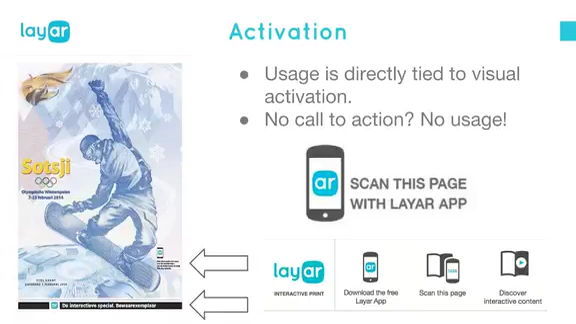 layar
Activation
● Usage is directly tied to visual
activation.
● No call to action? No usage!
Sotsji
Olympische Winterspelen
7-23 februari 2014
ar
SCAN THIS PAGE
WITH LAYAR APP
layar
INTERACTIVE PRINT
ar
Download the free
Layar App
Scan this page
Discover
interactive content
ar De interactieve special. Bewaarexemplaar